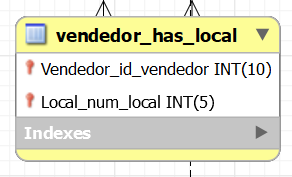 vendedor_has_local
Vendedor_id_vendedor INT(10)
Local_num_local INT(5)
Indexes